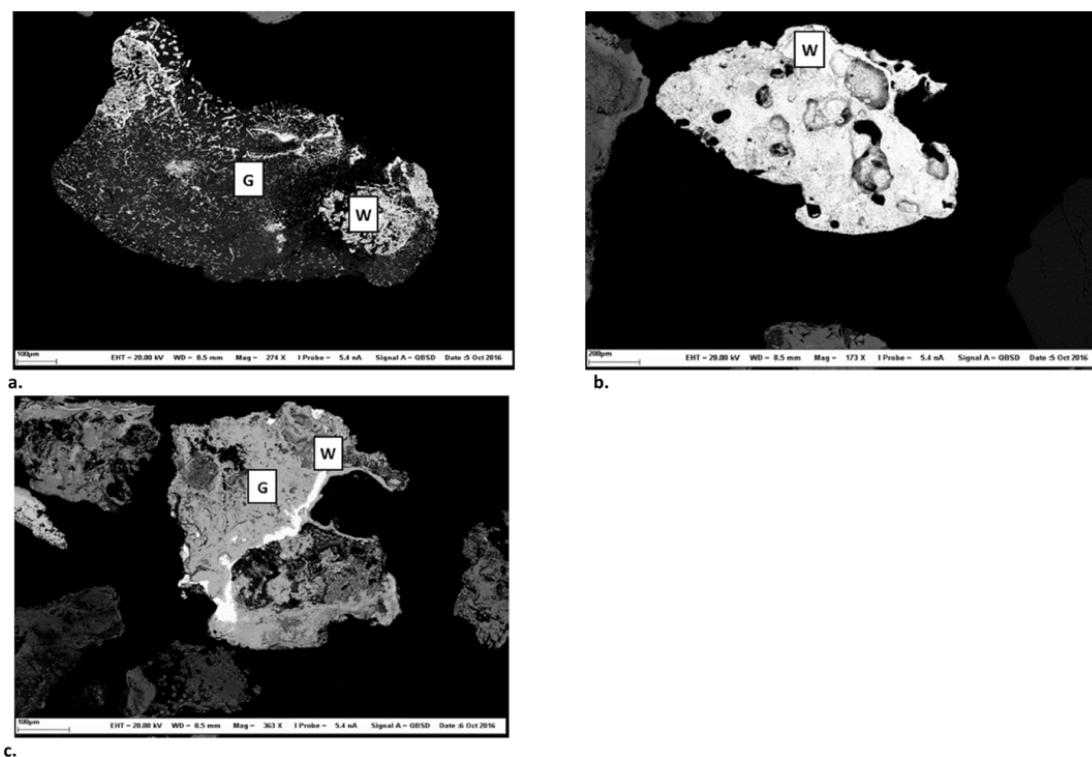 G
W
100µm EHT = 20.00 kV WD = 8.5 mm Mag = 274 X I Probe = 5.4 nA Signal A = QBSD Date :5 Oct 2016
a.
W
200µm EHT = 20.00 kV WD = 8.5 mm Mag = 173 X I Probe = 5.4 nA Signal A = QBSD Date :5 Oct 2016
b.
W
G
100µm EHT = 20.00 kV WD = 8.5 mm Mag = 363 X I Probe = 5.4 nA Signal A = QBSD Date :6 Oct 2016
c.